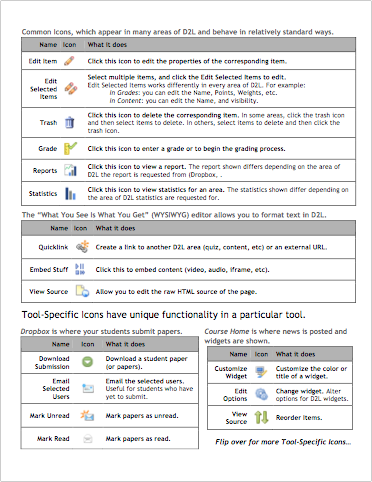 Common Icons, which appear in many areas of D2L and behave in relatively standard ways.
Name Icon What it does
Edit Item Click this icon to edit the properties of the corresponding item.
Edit Selected Items Select multiple items, and click the Edit Selected Items to edit.
Edit Selected Items works differently in every area of D2L. For example:
in Grades: you can edit the Name, Points, Weights, etc.
in Content: you can edit the Name, and visibility.
Trash Click this icon to delete the corresponding item. In some areas, click the trash icon
and then select items to delete. In others, select items to delete and then click the
trash icon.
Grade Click this icon to enter a grade or to begin the grading process.
Reports Click this icon to view a report. The report shown differs depending on the area of
D2L the report is requested from (Dropbox, .
Statistics Click this icon to view statistics for an area. The statistics shown differ depending
on the area of D2L statistics are requested for.
The "What You See Is What You Get" (WYSIWYG) editor allows you to format text in D2L.
Name Icon What it does
Quicklink Create a link to another D2L area (quiz, content, etc) or an external URL.
Embed Stuff Click this to embed content (video, audio, iframe, etc).
View Source Allow you to edit the raw HTML source of the page.
Tool-Specific Icons have unique functionality in a particular tool.
Dropbox is where your students submit papers.
Name Icon What it does
Download Submission Download a student paper
(or papers).
Email Selected Users Email the selected users.
Useful for students who have
yet to submit.
Mark Unread Mark papers as unread.
Mark Read Mark papers as read.
Course Home is where news is posted and
widgets are shown.
Name Icon What it does
Customize Widget Customize the color or
title of a widget.
Edit Options Change widget. Alter
options for D2L widgets.
View Source Reorder items.
Flip over for more Tool-Specific Icons...